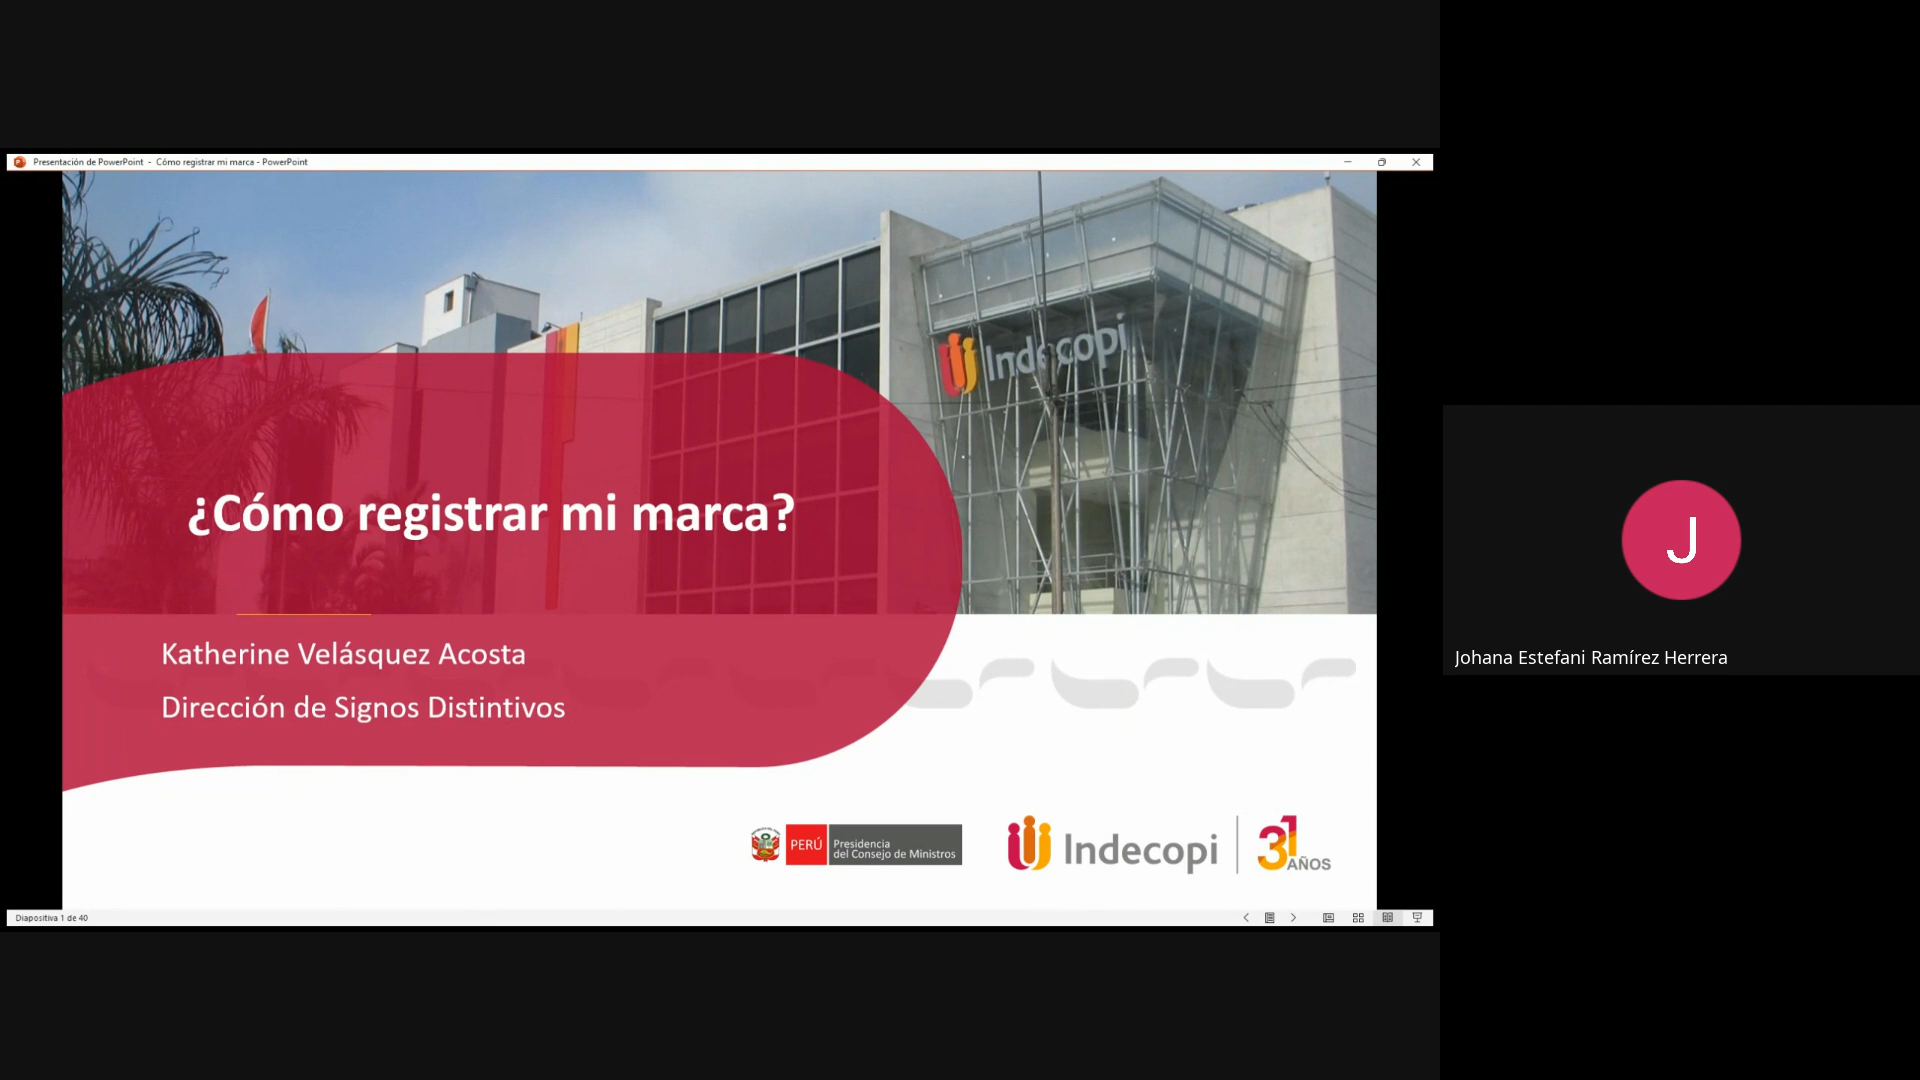 Presentación de PowerPoint - Cómo registrar mi marca - PowerPoint
Indecopi
¿Cómo registrar mi marca?
Katherine Velásquez Acosta
Dirección de Signos Distintivos
PERÚ
Presidencia
del Consejo de Ministros
Indecopi
31
AÑOS
Diapositiva 1 de 40
J
Johana Estefani Ramírez Herrera